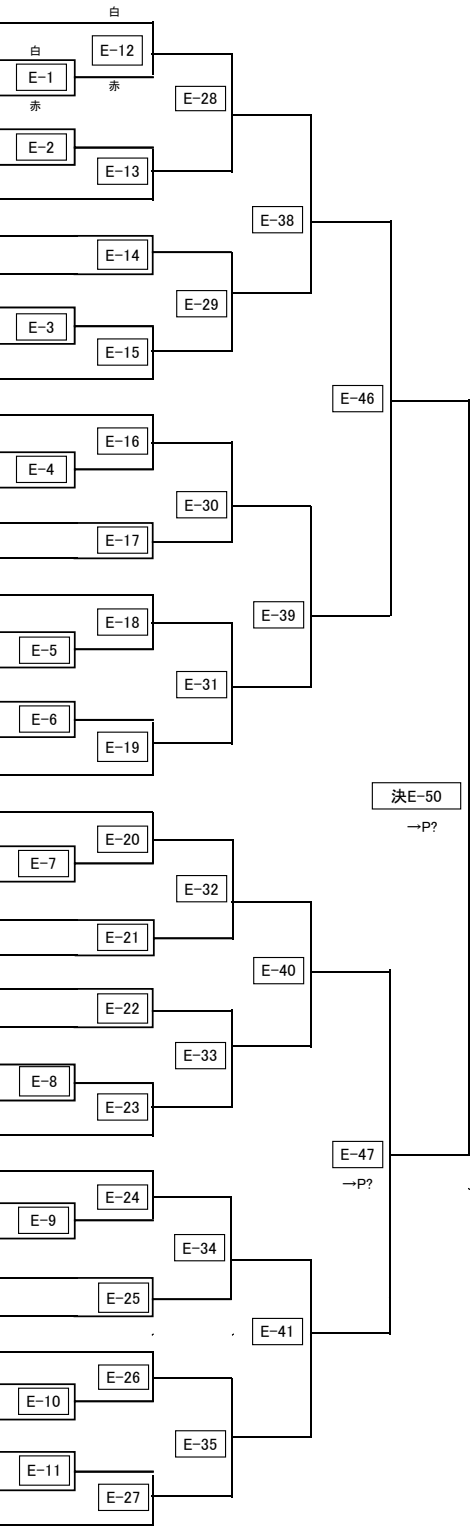 白
E-12
白
E-1
赤
赤
E-28
E-2
E-13
E-38
E-14
E-29
E-3
E-15
E-46
E-16
E-4
E-30
E-17
E-39
E-18
E-5
E-31
E-6
E-19
決E-50
→P?
E-20
E-7
E-32
E-21
E-40
E-22
E-33
E-8
E-23
E-47
→P?
E-24
E-9
E-34
E-25
E-41
E-26
E-10
E-35
E-11
E-27